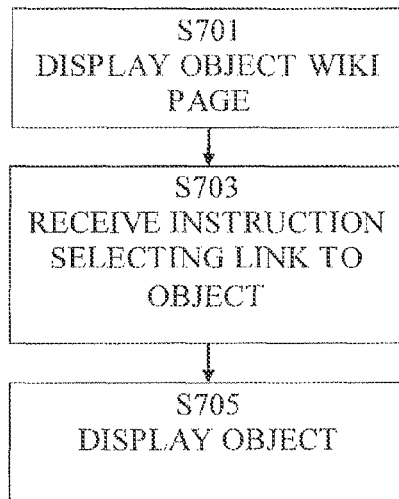 S701
DISPLAY OBJECT WIKI
PAGE
S703
RECEIVE INSTRUCTION
SELECTING LINK TO
OBJECT
S705
DISPLAY OBJECT